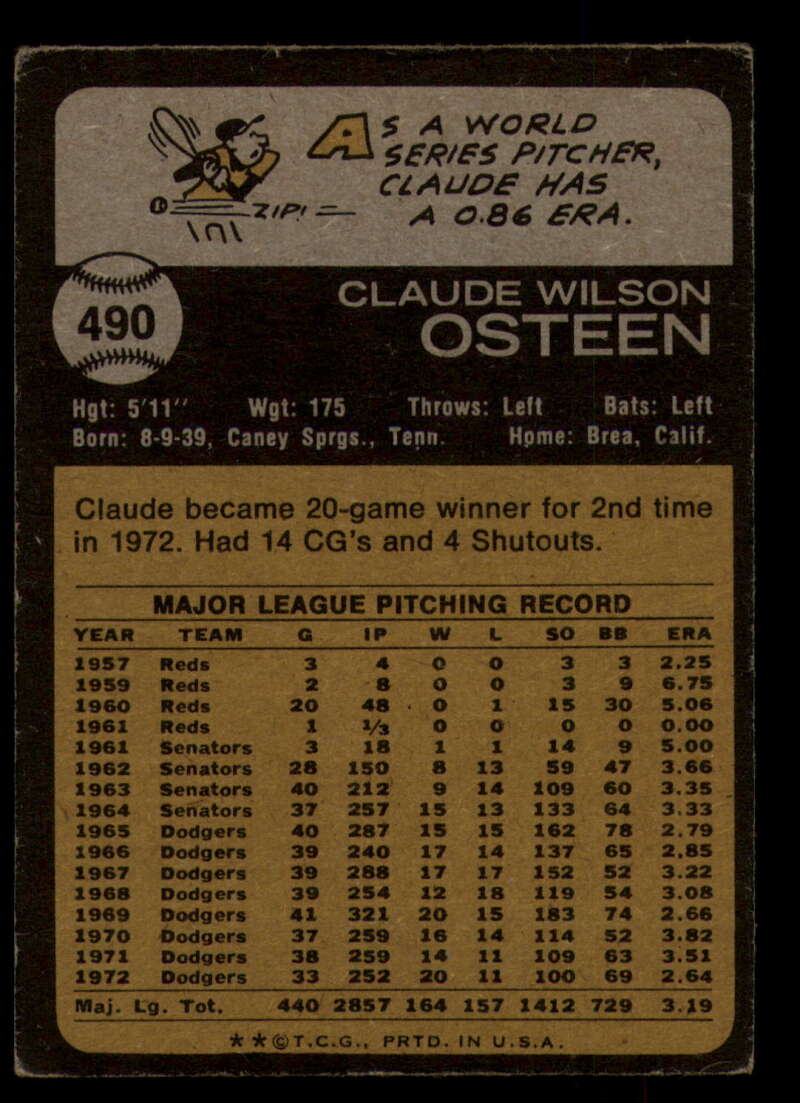 AS A WORLD
SERIES PITCHER,
CLAUDE HAS
A 0.86 ERA.
ZIP!
490
CLAUDE WILSON
OSTEEN
Hgt: 5'11" Wgt: 175 Throws: Left Bats: Left
Born: 8-9-39, Caney Sprgs., Tenn. Home: Brea, Calif.
Claude became 20-game winner for 2nd time
in 1972. Had 14 CG's and 4 Shutouts.
MAJOR LEAGUE PITCHING RECORD
YEAR TEAM G IP W L SO BB ERA
1957 Reds 3 4 0 0 3 3 2.25
1959 Reds 2 8 0 0 3 9 6.75
1960 Reds 20 48 0 1 15 30 5.06
1961 Reds 1 1/3 0 0 0 0 0.00
1961 Senators 3 18 1 1 14 9 5.00
1962 Senators 28 150 8 13 59 47 3.66
1963 Senators 40 212 9 14 109 60 3.35
1964 Senators 37 257 15 13 133 64 3.33
1965 Dodgers 40 287 15 15 162 78 2.79
1966 Dodgers 39 240 17 14 137 65 2.85
1967 Dodgers 39 288 17 17 152 52 3.22
1968 Dodgers 39 254 12 18 119 54 3.08
1969 Dodgers 41 321 20 15 183 74 2.66
1970 Dodgers 37 259 16 14 114 52 3.82
1971 Dodgers 38 259 14 11 109 63 3.51
1972 Dodgers 33 252 20 11 100 69 2.64
Maj. Lg. Tot. 440 2857 164 157 1412 729 3.19
* *©T.C.G., PRTD. IN U.S.A.